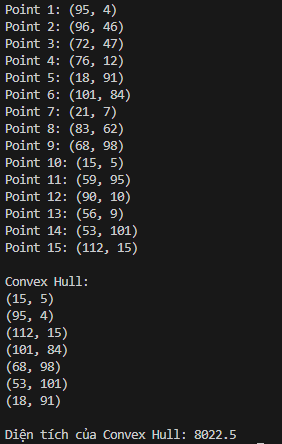 Point 1: (95, 4)
Point 2: (96, 46)
Point 3: (72, 47)
Point 4: (76, 12)
Point 5: (18, 91)
Point 6: (101, 84)
Point 7: (21, 7)
Point 8: (83, 62)
Point 9: (68, 98)
Point 10: (15, 5)
Point 11: (59, 95)
Point 12: (90, 10)
Point 13: (56, 9)
Point 14: (53, 101)
Point 15: (112, 15)
Convex Hull:
(15, 5)
(95, 4)
(112, 15)
(101, 84)
(68, 98)
(53, 101)
(18, 91)
Diện tích của Convex Hull: 8022.5